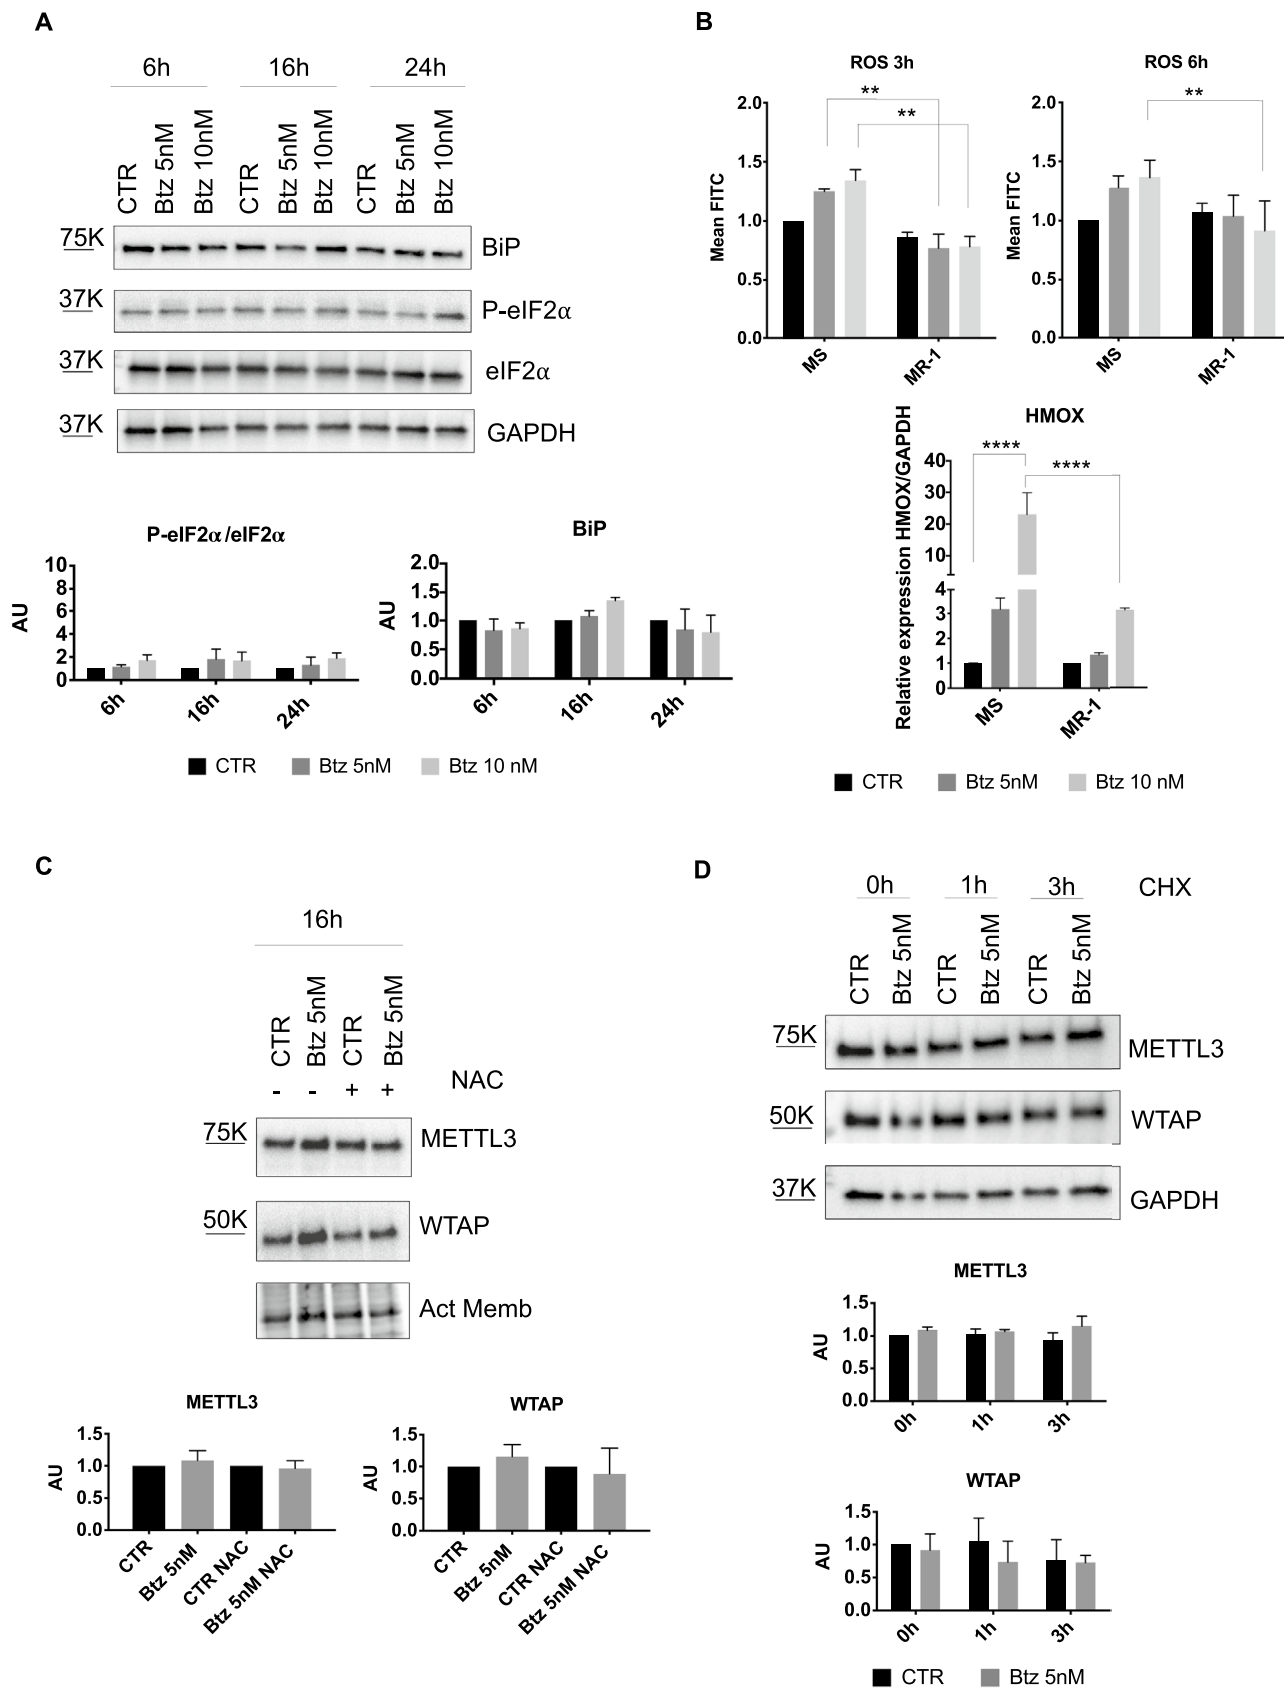 A
6h 16h 24h
CTR Btz 5nM Btz 10nM CTR Btz 5nM Btz 10nM CTR Btz 5nM Btz 10nM
75K BiP
37K P-eIF2α
37K eIF2α
37K GAPDH
P-eIF2α/eIF2α
AU
10
8
6
4
2
0
6h 16h 24h
BiP
AU
2.0
1.5
1.0
0.5
0.0
6h 16h 24h
CTR Btz 5nM Btz 10 nM
B
ROS 3h
Mean FITC
2.0
1.5
1.0
0.5
0.0
**
**
MS MR-1
ROS 6h
Mean FITC
2.0
1.5
1.0
0.5
0.0
**
MS MR-1
HMOX
Relative expression HMOX/GAPDH
40
30
20
10
4
3
2
1
0
****
****
MS MR-1
CTR Btz 5nM Btz 10 nM
C
16h
CTR Btz 5nM CTR Btz 5nM
- - + + NAC
75K METTL3
50K WTAP
Act Memb
METTL3
AU
1.5
1.0
0.5
0.0
CTR Btz 5nM CTR NAC Btz 5nM NAC
WTAP
AU
1.5
1.0
0.5
0.0
CTR Btz 5nM CTR NAC Btz 5nM NAC
D
0h 1h 3h CHX
CTR Btz 5nM CTR Btz 5nM CTR Btz 5nM
75K METTL3
50K WTAP
37K GAPDH
METTL3
AU
1.5
1.0
0.5
0.0
0h 1h 3h
WTAP
AU
1.5
1.0
0.5
0.0
0h 1h 3h
CTR Btz 5nM